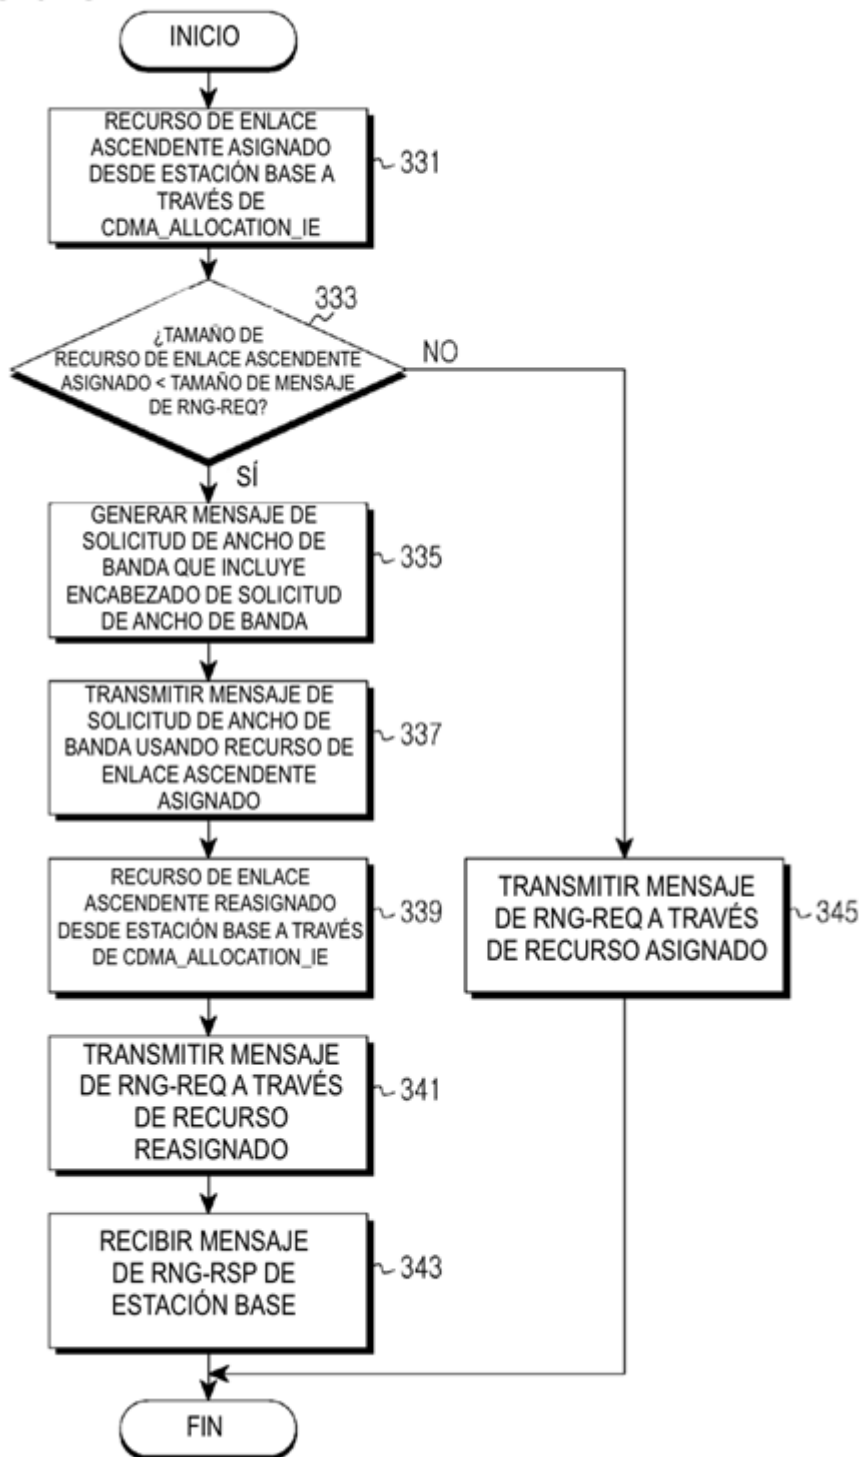 INICIO
RECURSO DE ENLACE
ASCENDENTE ASIGNADO
DESDE ESTACIÓN BASE A
TRAVÉS DE
CDMA_ALLOCATION_IE
331
333
¿TAMAÑO DE
RECURSO DE ENLACE ASCENDENTE
ASIGNADO < TAMAÑO DE MENSAJE
DE RNG-REQ?
NO
SÍ
GENERAR MENSAJE DE
SOLICITUD DE ANCHO DE
BANDA QUE INCLUYE
ENCABEZADO DE SOLICITUD
DE ANCHO DE BANDA
335
TRANSMITIR MENSAJE DE
SOLICITUD DE ANCHO DE
BANDA USANDO RECURSO DE
ENLACE ASCENDENTE
ASIGNADO
337
RECURSO DE ENLACE
ASCENDENTE REASIGNADO
DESDE ESTACIÓN BASE A TRAVÉS
DE CDMA_ALLOCATION_IE
339
TRANSMITIR MENSAJE
DE RNG-REQ A TRAVÉS
DE RECURSO ASIGNADO
345
TRANSMITIR MENSAJE
DE RNG-REQ A TRAVÉS
DE RECURSO
REASIGNADO
341
RECIBIR MENSAJE
DE RNG-RSP DE
ESTACIÓN BASE
343
FIN